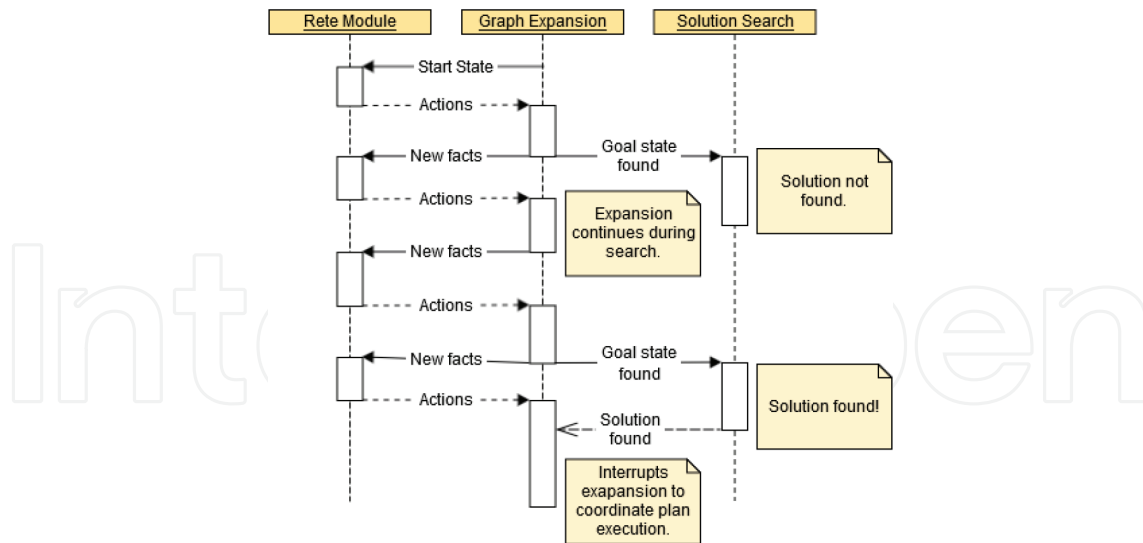 Rete Module
Graph Expansion
Solution Search
Start State
Actions
New facts
Goal state
found
Solution not
found.
Actions
Expansion
continues during
search.
New facts
Actions
New facts
Goal state
found
Actions
Solution found!
Solution
found
Interrupts
exapansion to
coordinate plan
execution.